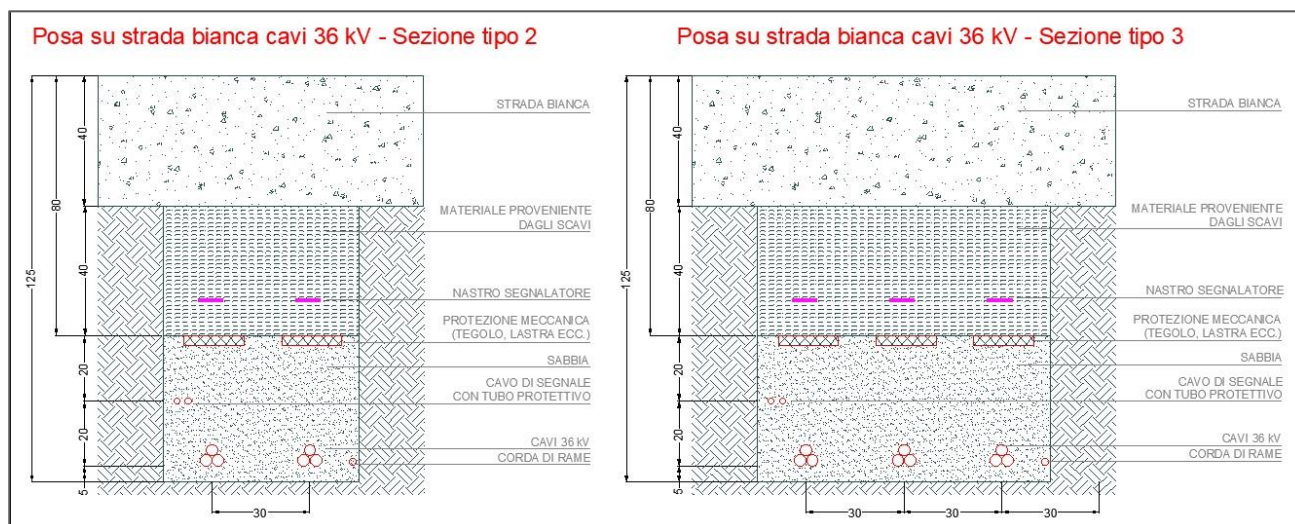 Posa su strada bianca cavi 36 kV - Sezione tipo 2
STRADA BIANCA
MATERIALE PROVENIENTE
DAGLI SCAVI
NASTRO SEGNALATORE
PROTEZIONE MECCANICA
(TEGOLO, LASTRA ECC.)
SABBIA
CAVO DI SEGNALE
CON TUBO PROTETTIVO
CAVI 36 kV
CORDA DI RAME
125
80
40
40
20
20
5
30
Posa su strada bianca cavi 36 kV - Sezione tipo 3
STRADA BIANCA
MATERIALE PROVENIENTE
DAGLI SCAVI
NASTRO SEGNALATORE
PROTEZIONE MECCANICA
(TEGOLO, LASTRA ECC.)
SABBIA
CAVO DI SEGNALE
CON TUBO PROTETTIVO
CAVI 36 kV
CORDA DI RAME
125
80
40
40
20
20
5
30
30
30